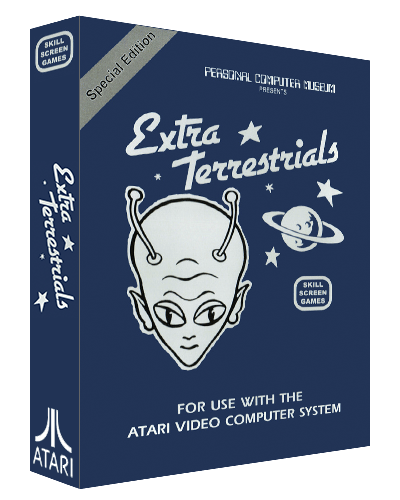 SKILL
SCREEN
GAMES
Extra
Terrestrials
ATARI
Special Edition
PERSONAL COMPUTER MUSEUM
PRESENTS
Extra
Terrestrials
SKILL
SCREEN
GAMES
FOR USE WITH THE
ATARI VIDEO COMPUTER SYSTEM